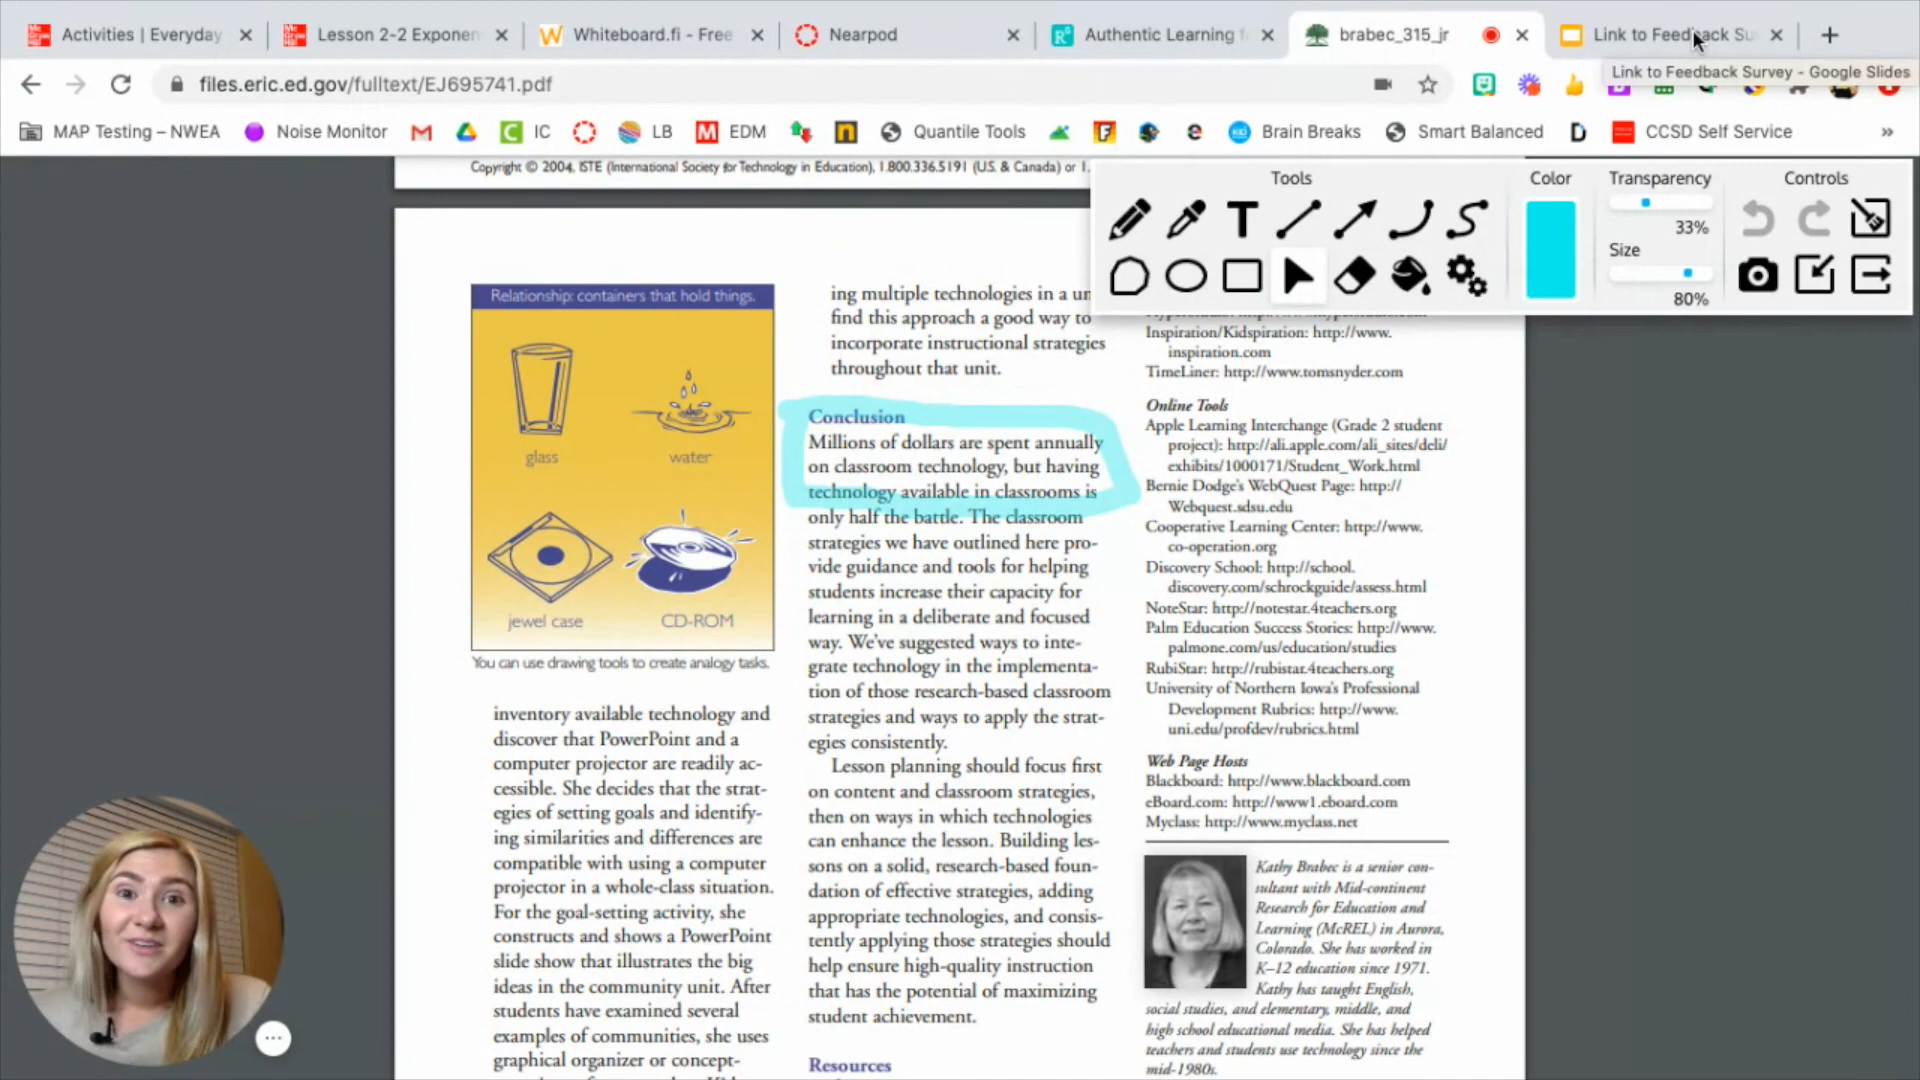 Activities | Everyday
Lesson 2-2 Exponen
Whiteboard.fi - Free
Nearpod
Authentic Learning f
brabec_315_jr
Link to Feedback Su
files.eric.ed.gov/fulltext/EJ695741.pdf
Link to Feedback Survey - Google Slides
MAP Testing – NWEA
Noise Monitor
IC
LB
EDM
Quantile Tools
Brain Breaks
Smart Balanced
CCSD Self Service
»
Copyright © 2004, ISTE (International Society for Technology in Education), 1.800.336.5191 (U.S. & Canada) or 1.
Tools
Color
Transparency
33%
Size
80%
Controls
Relationship: containers that hold things.
glass
water
jewel case
CD-ROM
You can use drawing tools to create analogy tasks.
inventory available technology and
discover that PowerPoint and a
computer projector are readily ac-
cessible. She decides that the strat-
egies of setting goals and identify-
ing similarities and differences are
compatible with using a computer
projector in a whole-class situation.
For the goal-setting activity, she
constructs and shows a PowerPoint
slide show that illustrates the big
ideas in the community unit. After
students have examined several
examples of communities, she uses
graphical organizer or concept-
ing multiple technologies in a un
find this approach a good way to
incorporate instructional strategies
throughout that unit.
Conclusion
Millions of dollars are spent annually
on classroom technology, but having
technology available in classrooms is
only half the battle. The classroom
strategies we have outlined here pro-
vide guidance and tools for helping
students increase their capacity for
learning in a deliberate and focused
way. We've suggested ways to inte-
grate technology in the implementa-
tion of those research-based classroom
strategies and ways to apply the strat-
egies consistently.
Lesson planning should focus first
on content and classroom strategies,
then on ways in which technologies
can enhance the lesson. Building les-
sons on a solid, research-based foun-
dation of effective strategies, adding
appropriate technologies, and consis-
tently applying those strategies should
help ensure high-quality instruction
that has the potential of maximizing
student achievement.
Resources
Inspiration/Kidspiration: http://www.
inspiration.com
TimeLiner: http://www.tomsnyder.com
Online Tools
Apple Learning Interchange (Grade 2 student
project): http://ali.apple.com/ali_sites/deli/
exhibits/1000171/Student_Work.html
Bernie Dodge's WebQuest Page: http://
Webquest.sdsu.edu
Cooperative Learning Center: http://www.
co-operation.org
Discovery School: http://school.
discovery.com/schrockguide/assess.html
NoteStar: http://notestar.4teachers.org
Palm Education Success Stories: http://www.
palmone.com/us/education/studies
RubiStar: http://rubistar.4teachers.org
University of Northern Iowa's Professional
Development Rubrics: http://www.
uni.edu/profdev/rubrics.html
Web Page Hosts
Blackboard: http://www.blackboard.com
eBoard.com: http://www1.eboard.com
Myclass: http://www.myclass.net
Kathy Brabec is a senior con-
sultant with Mid-continent
Research for Education and
Learning (McREL) in Aurora,
Colorado. She has worked in
K–12 education since 1971.
Kathy has taught English,
social studies, and elementary, middle, and
high school educational media. She has helped
teachers and students use technology since the
mid-1980s.